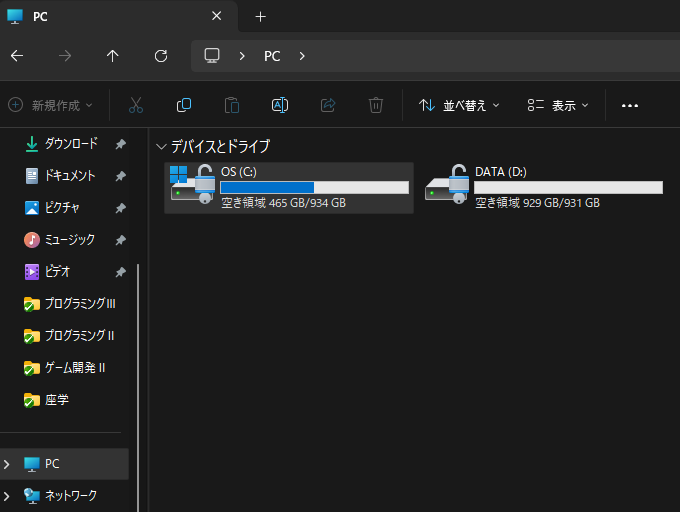 PC
PC
新規作成
並べ替え
表示
ダウンロード
ドキュメント
ピクチャ
ミュージック
ビデオ
プログラミングIII
プログラミングII
ゲーム開発II
座学
PC
ネットワーク
デバイスとドライブ
OS (C:)
空き領域 465 GB/934 GB
DATA (D:)
空き領域 929 GB/931 GB